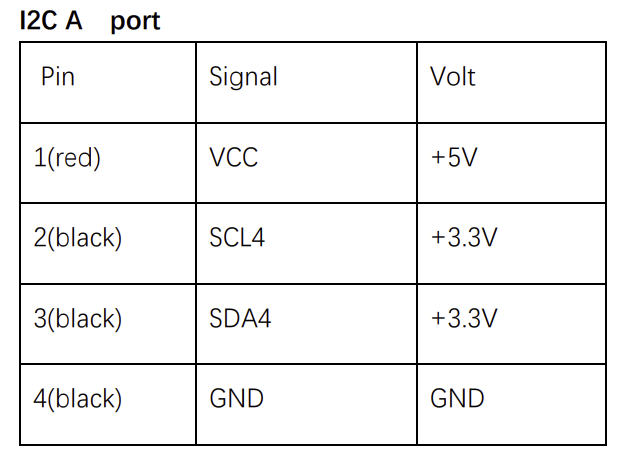 I2C A port
Pin Signal Volt
1(red) VCC +5V
2(black) SCL4 +3.3V
3(black) SDA4 +3.3V
4(black) GND GND